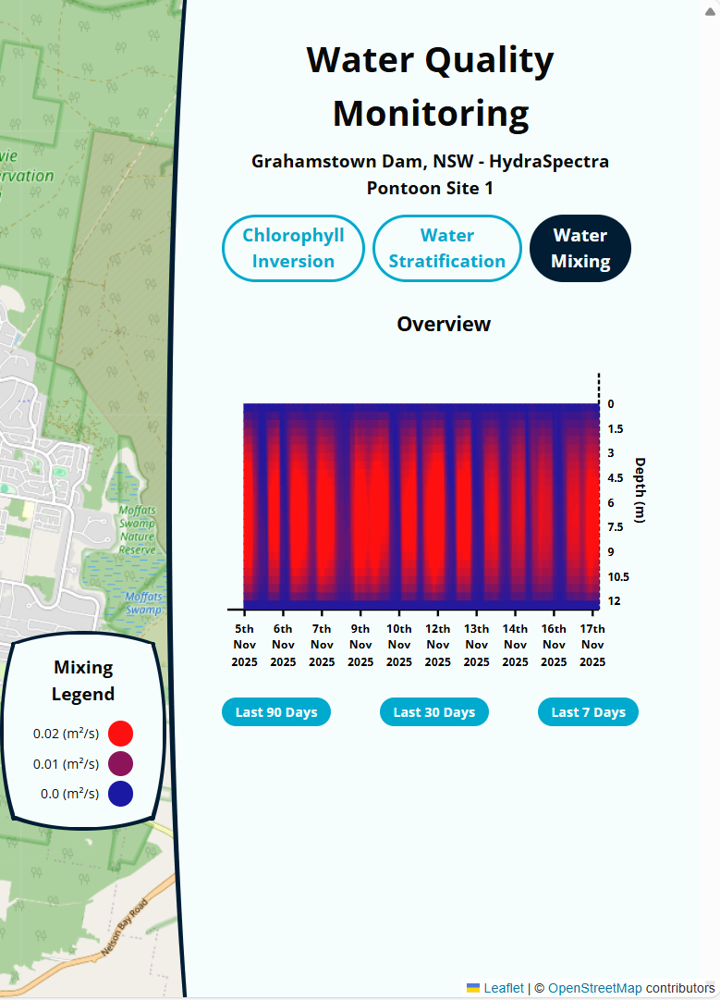 Water Quality
Monitoring
Grahamstown Dam, NSW - HydraSpectra
Pontoon Site 1
Chlorophyll
Inversion
Water
Stratification
Water
Mixing
Overview
0
1.5
3
4.5
6
7.5
9
10.5
12
Depth (m)
5th
Nov
2025
6th
Nov
2025
7th
Nov
2025
9th
Nov
2025
10th
Nov
2025
12th
Nov
2025
13th
Nov
2025
14th
Nov
2025
16th
Nov
2025
17th
Nov
2025
Last 90 Days
Last 30 Days
Last 7 Days
Moffats
Swamp
Nature
Reserve
Moffats
Swamp
Mixing
Legend
0.02 (m²/s)
0.01 (m²/s)
0.0 (m²/s)
Nelson Bay Road
Leaflet | © OpenStreetMap contributors